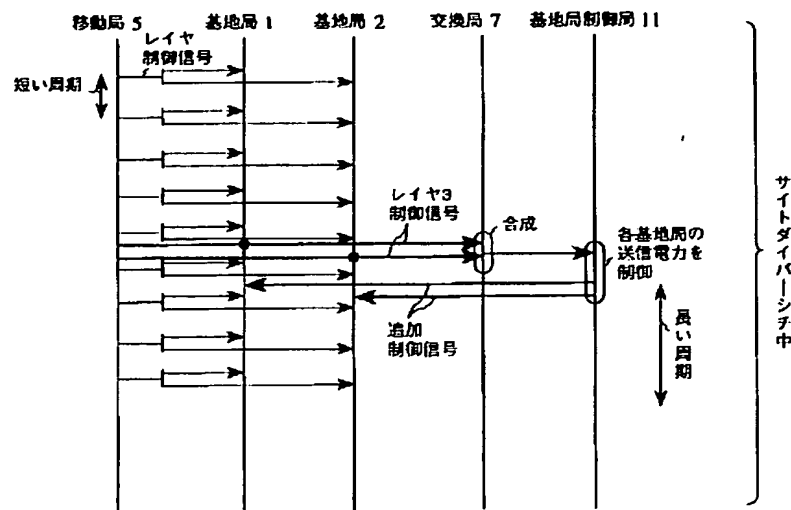 移動局 5
基地局 1
基地局 2
交換局 7
基地局制御局 11
レイヤ
制御信号
短い周期
レイヤ3
制御信号
合成
各基地局の
送信電力を
制御
追加
制御信号
長い周期
サイトダイバーシチ中